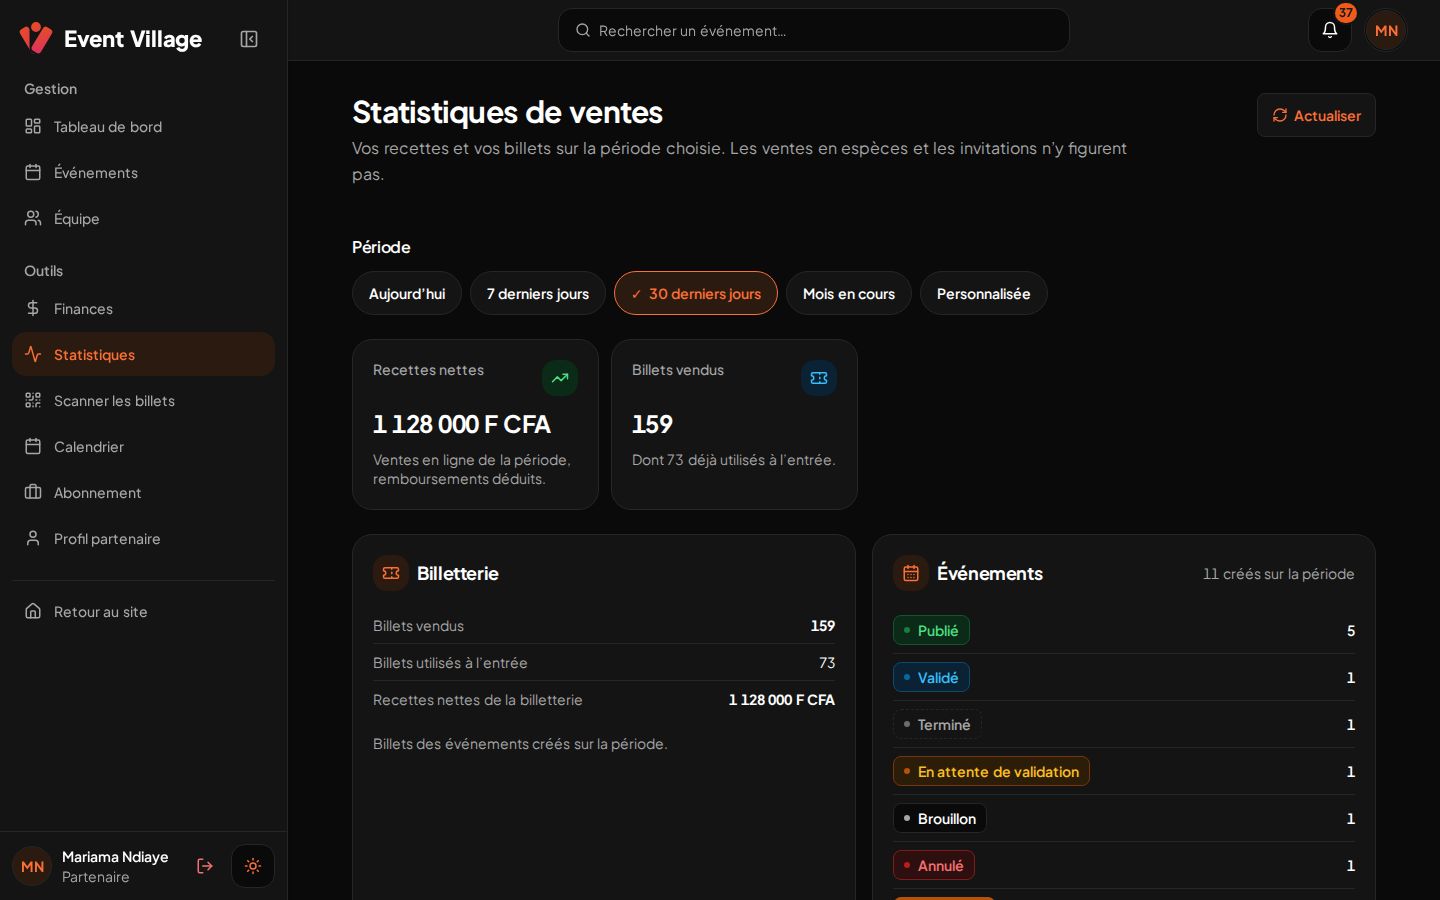 Event Village
Rechercher un événement...
37
MN
Gestion
Tableau de bord
Événements
Équipe
Outils
Finances
Statistiques
Scanner les billets
Calendrier
Abonnement
Profil partenaire
Retour au site
MN
Mariama Ndiaye
Partenaire
Statistiques de ventes
Actualiser
Vos recettes et vos billets sur la période choisie. Les ventes en espèces et les invitations n’y figurent
pas.
Période
Aujourd’hui
7 derniers jours
✓ 30 derniers jours
Mois en cours
Personnalisée
Recettes nettes
1 128 000 F CFA
Ventes en ligne de la période,
remboursements déduits.
Billets vendus
159
Dont 73 déjà utilisés à l’entrée.
Billetterie
Billets vendus 159
Billets utilisés à l’entrée 73
Recettes nettes de la billetterie 1 128 000 F CFA
Billets des événements créés sur la période.
Événements 11 créés sur la période
Publié 5
Validé 1
Terminé 1
En attente de validation 1
Brouillon 1
Annulé 1